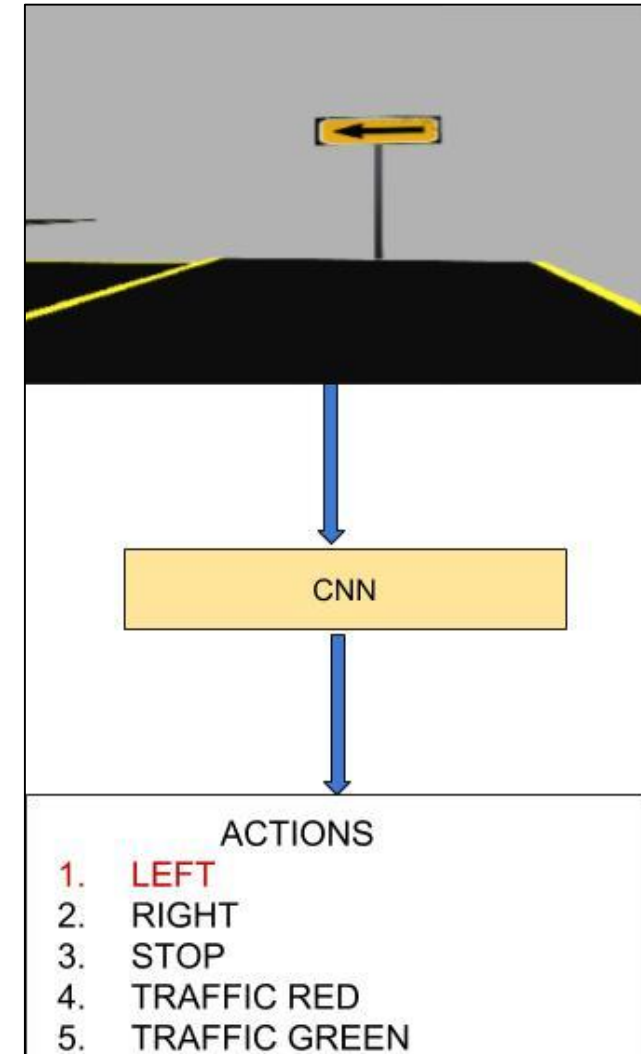 CNN
ACTIONS
1. LEFT
2. RIGHT
3. STOP
4. TRAFFIC RED
5. TRAFFIC GREEN